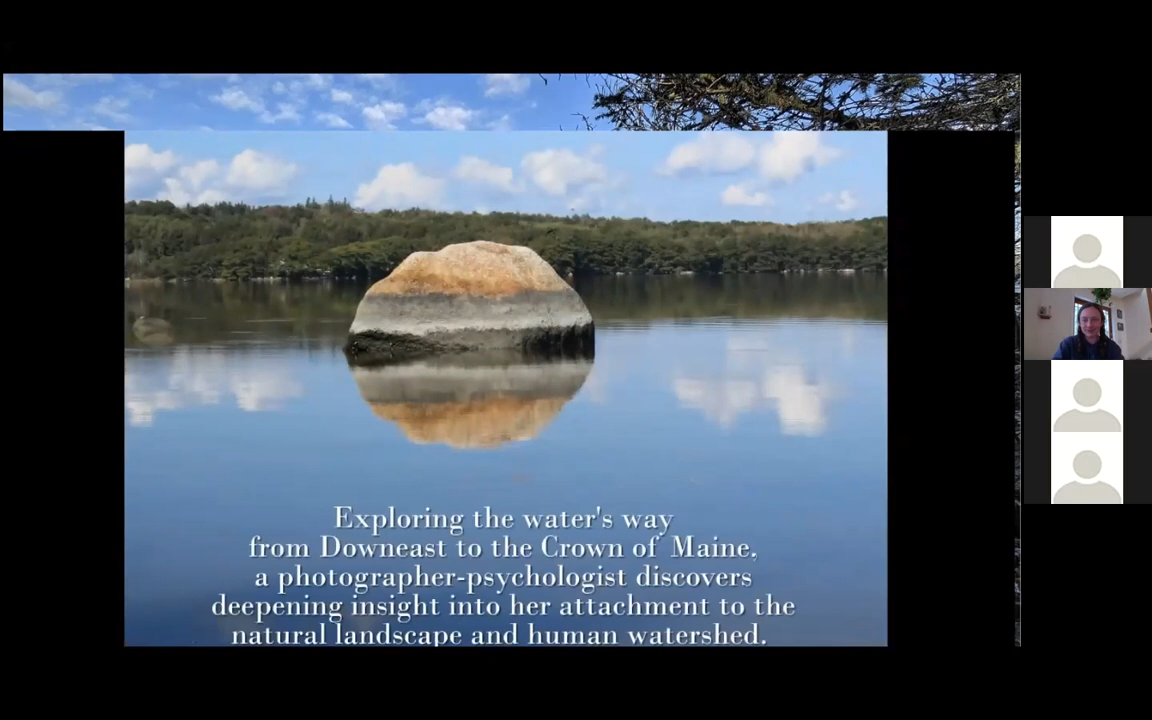 Exploring the water's way
from Downeast to the Crown of Maine,
a photographer-psychologist discovers
deepening insight into her attachment to the
natural landscape and human watershed.